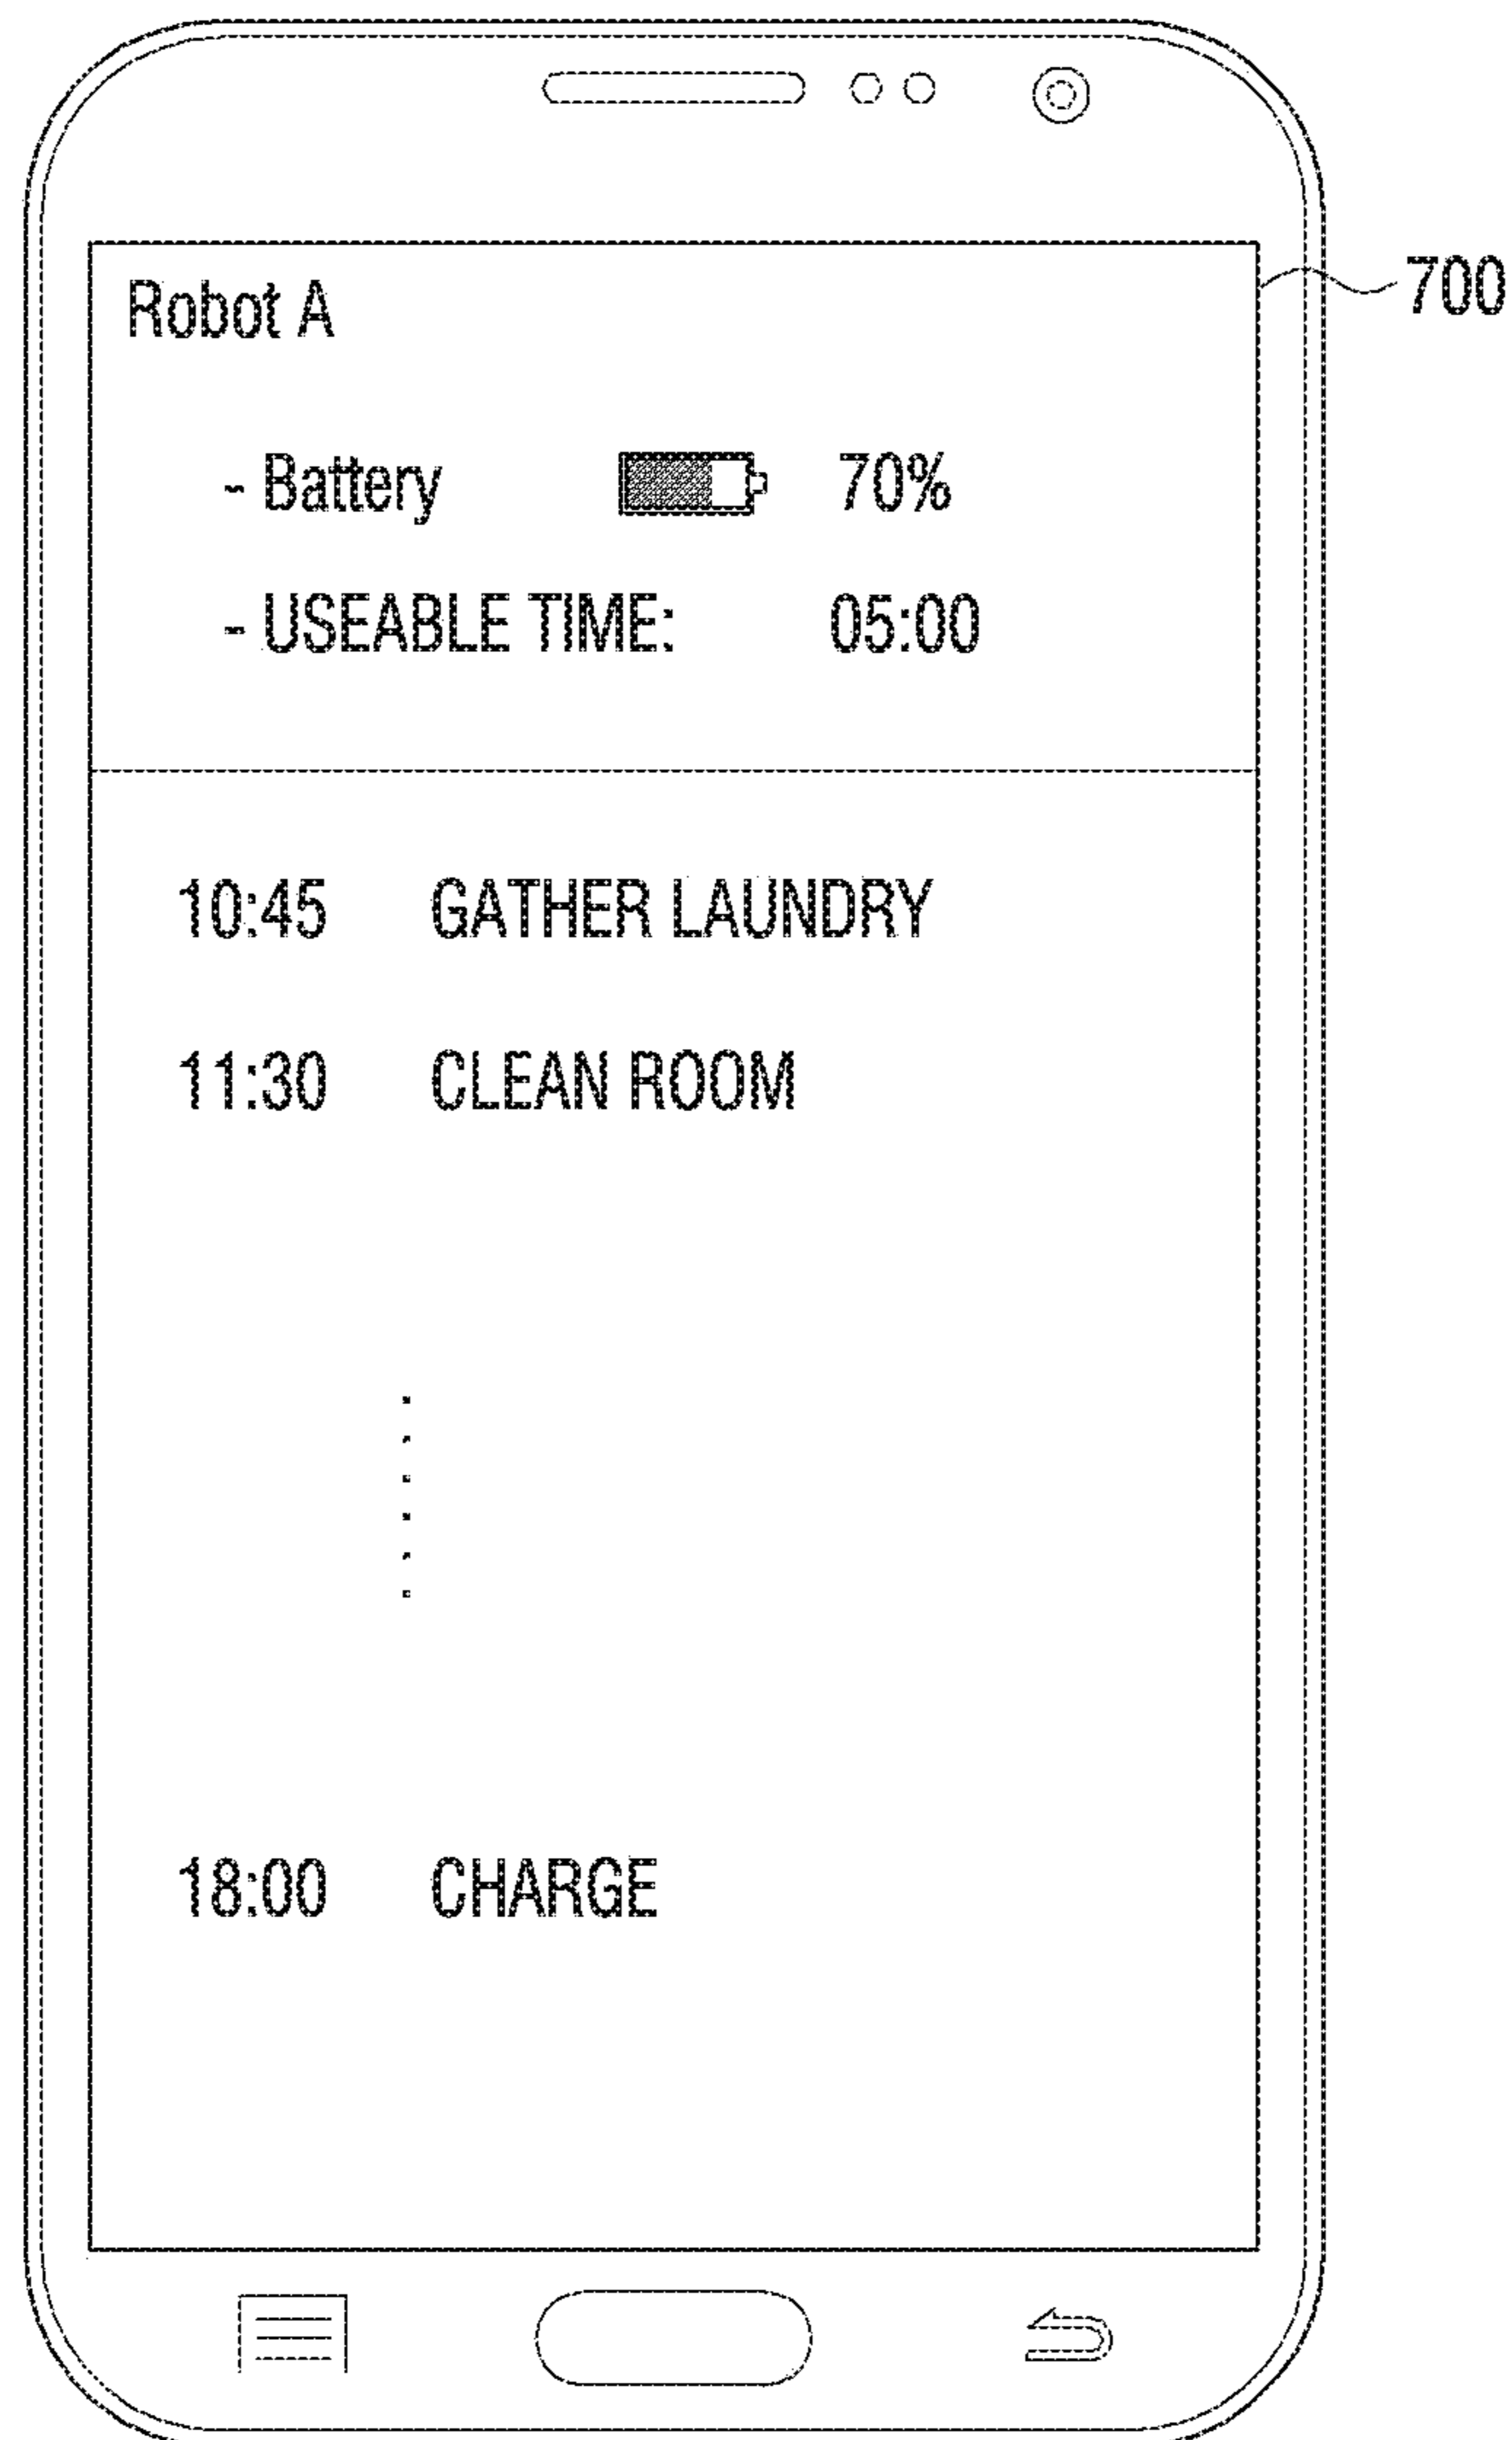 Robot A
700
- Battery 70%
- USEABLE TIME: 05:00
10:45 GATHER LAUNDRY
11:30 CLEAN ROOM
18:00 CHARGE